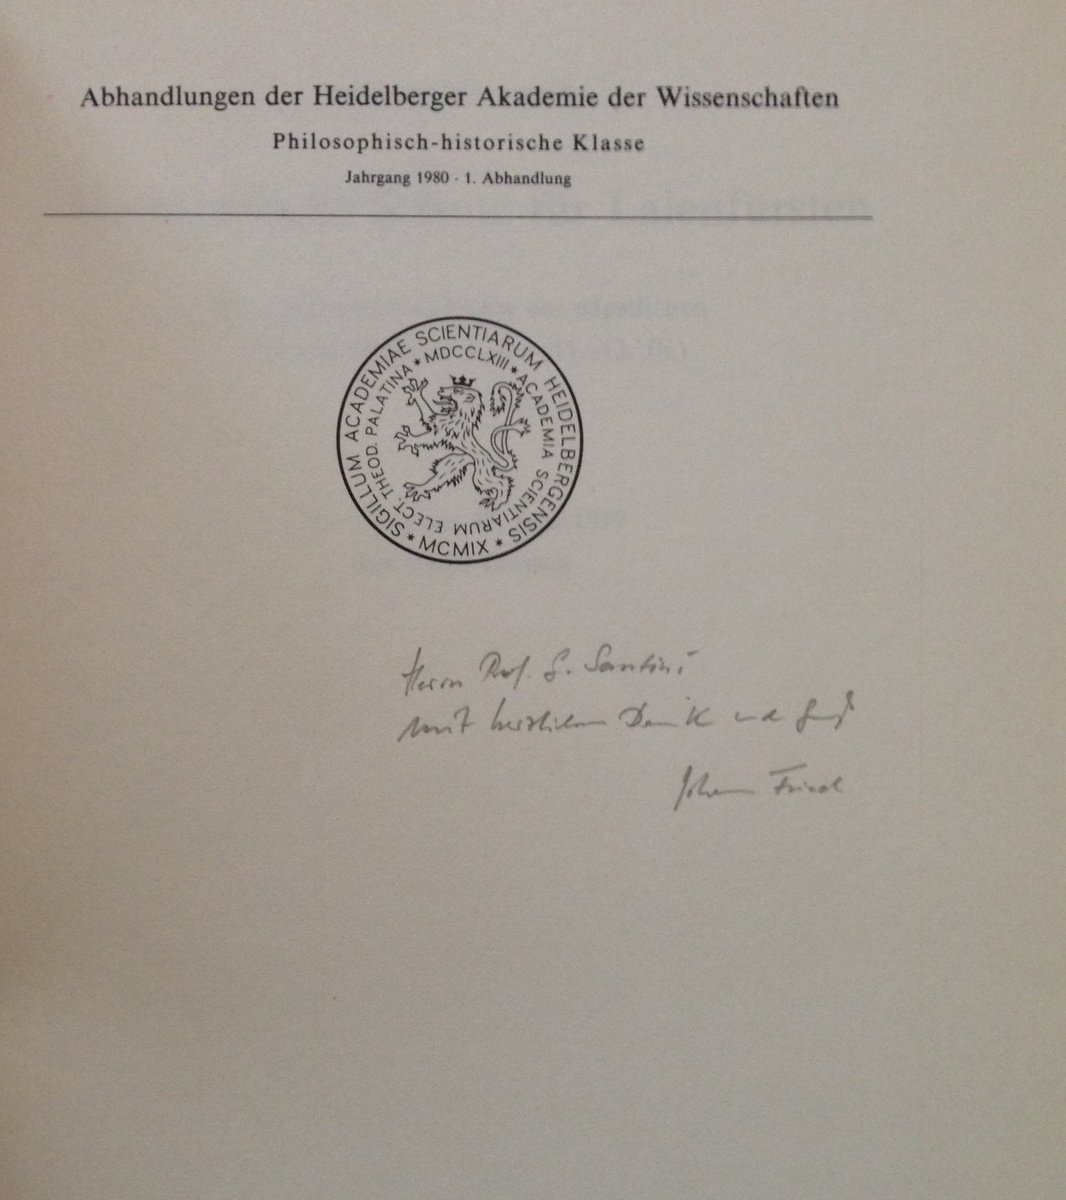 Abhandlungen der Heidelberger Akademie der Wissenschaften
Philosophisch-historische Klasse
Jahrgang 1980 · 1. Abhandlung
SIGILLUM ACADEMIAE SCIENTIARUM HEIDELBERGENSIS * MCMIX *
ACADEMIA SCIENTIARUM ELECT. THEOD. PALATINA * MDCCLXIII *
Herrn Prof. G. Santini
mit herzlichem Dank und Gruß
Johannes Fried